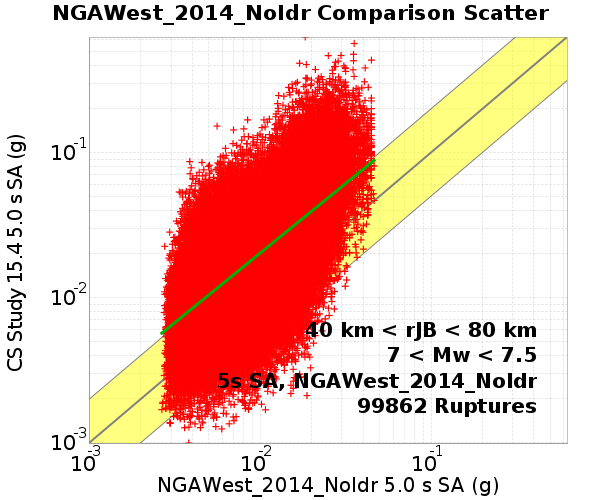 NGAWest_2014_NoIdr Comparison Scatter
CS Study 15.4 5.0 s SA (g)
10-1
10-2
10-3
40 km < rJB < 80 km
7 < Mw < 7.5
5s SA, NGAWest_2014_NoIdr
99862 Ruptures
10-3 10-2 10-1
NGAWest_2014_NoIdr 5.0 s SA (g)